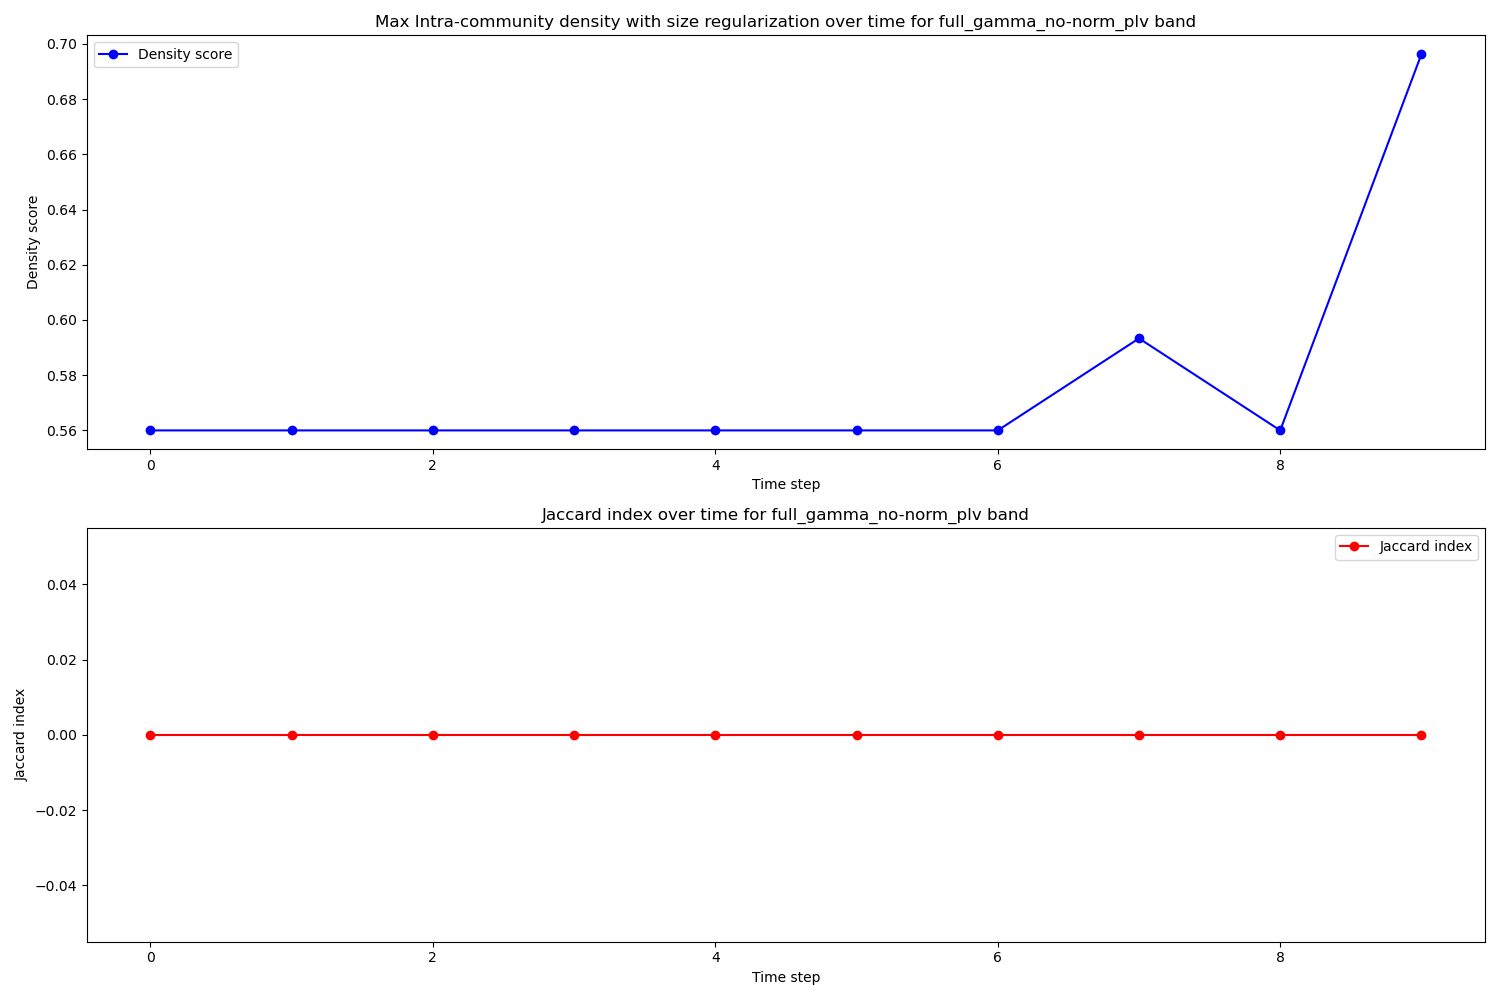 Max Intra-community density with size regularization over time for full_gamma_no-norm_plv band
Density score
0.70
0.68
0.66
0.64
0.62
0.60
0.58
0.56
Density score
0 2 4 6 8
Time step
Jaccard index over time for full_gamma_no-norm_plv band
Jaccard index
0.04
0.02
0.00
−0.02
−0.04
Jaccard index
0 2 4 6 8
Time step